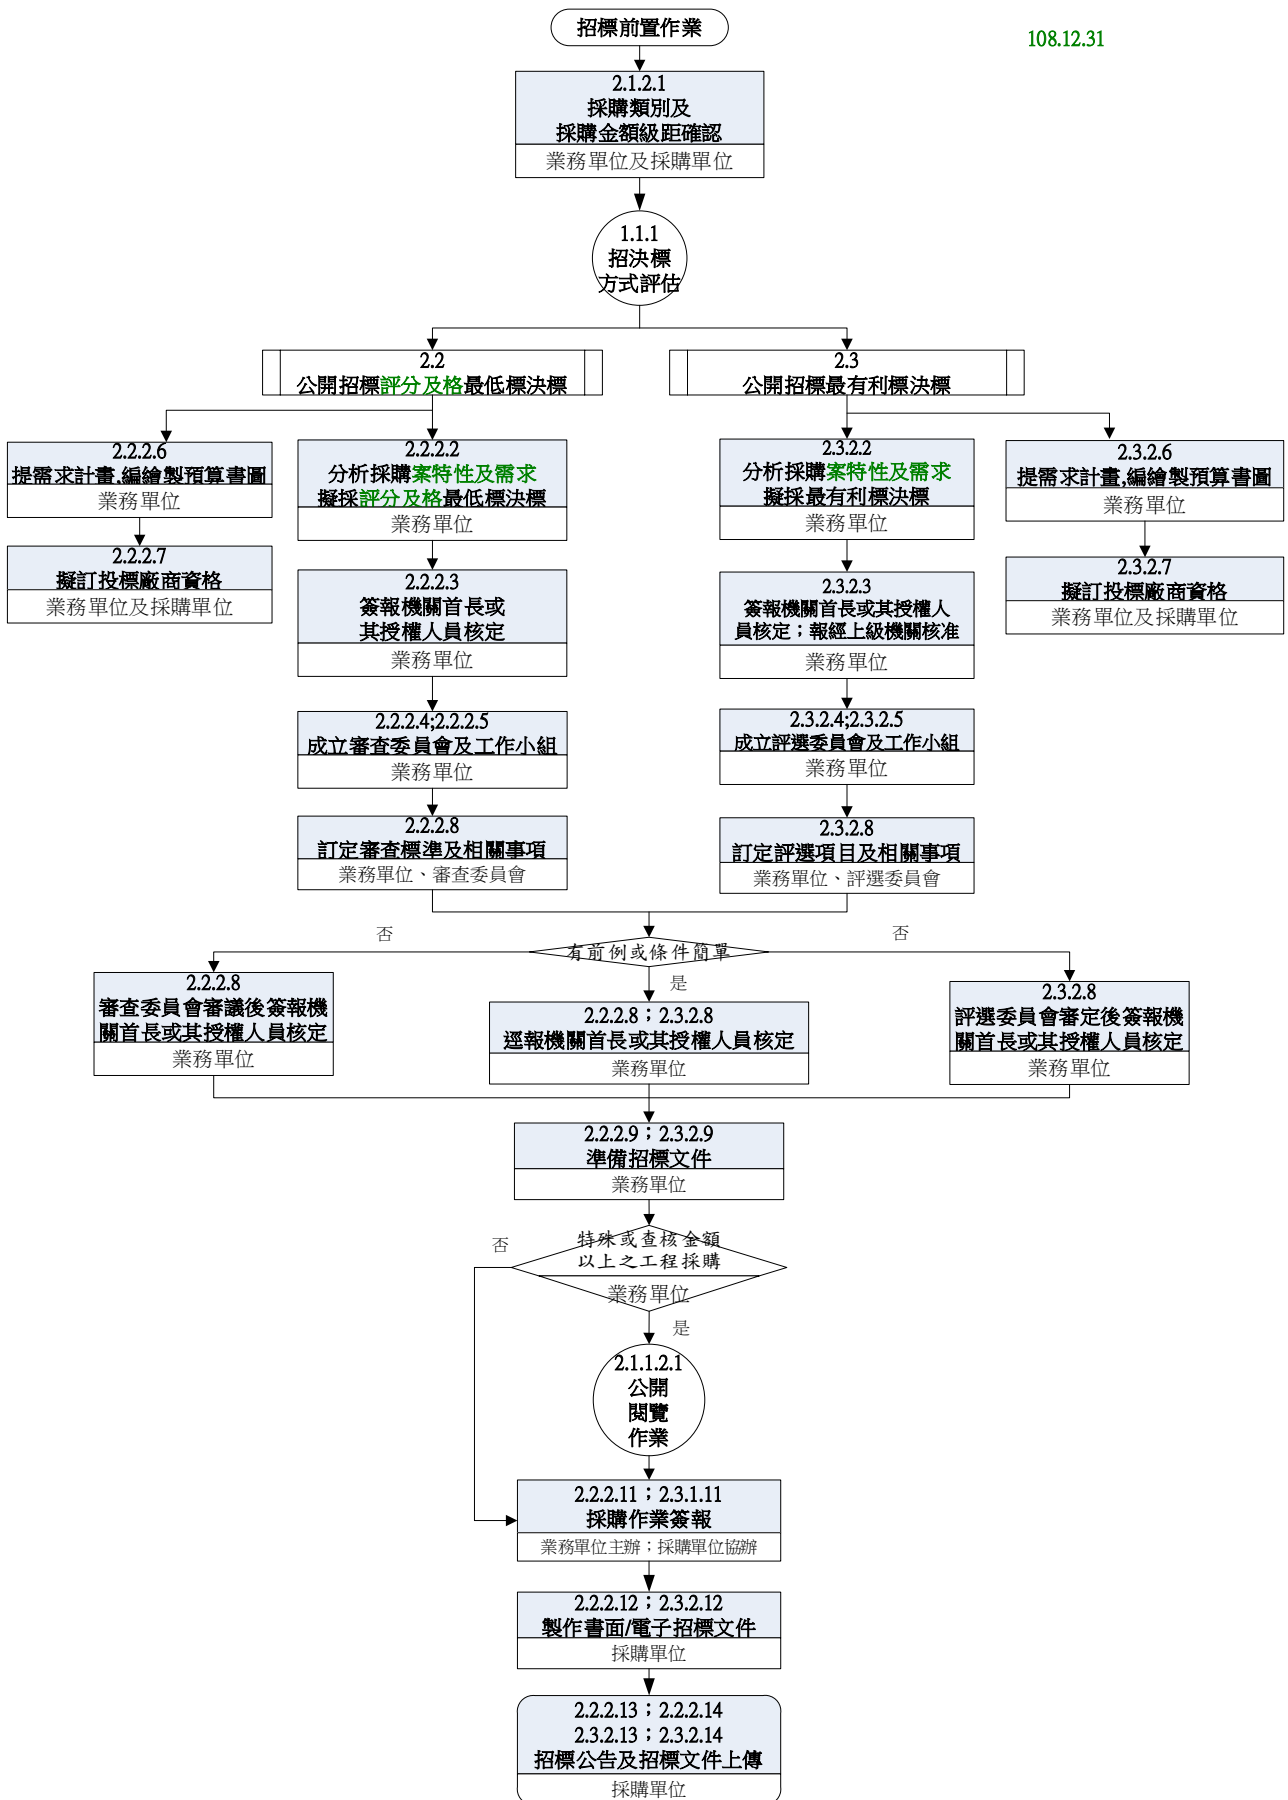 招標前置作業
108.12.31
2.1.2.1
採購類別及
採購金額級距確認
業務單位及採購單位
1.1.1
招決標
方式評估
2.2
公開招標評分及格最低標決標
2.3
公開招標最有利標決標
2.2.2.6
提需求計畫,編繪製預算書圖
業務單位
2.2.2.7
擬訂投標廠商資格
業務單位及採購單位
2.2.2.2
分析採購案特性及需求
擬採評分及格最低標決標
業務單位
2.2.2.3
簽報機關首長或
其授權人員核定
業務單位
2.2.2.4;2.2.2.5
成立審查委員會及工作小組
業務單位
2.2.2.8
訂定審查標準及相關事項
業務單位、審查委員會
2.3.2.2
分析採購案特性及需求
擬採最有利標決標
業務單位
2.3.2.3
簽報機關首長或其授權人
員核定；報經上級機關核准
業務單位
2.3.2.4;2.3.2.5
成立評選委員會及工作小組
業務單位
2.3.2.8
訂定評選項目及相關事項
業務單位、評選委員會
2.3.2.6
提需求計畫,編繪製預算書圖
業務單位
2.3.2.7
擬訂投標廠商資格
業務單位及採購單位
有前例或條件簡單
否
否
是
2.2.2.8
審查委員會審議後簽報機
關首長或其授權人員核定
業務單位
2.2.2.8；2.3.2.8
逕報機關首長或其授權人員核定
業務單位
2.3.2.8
評選委員會審定後簽報機
關首長或其授權人員核定
業務單位
2.2.2.9；2.3.2.9
準備招標文件
業務單位
特殊或查核金額
以上之工程採購
業務單位
否
是
2.1.1.2.1
公開
閱覽
作業
2.2.2.11；2.3.1.11
採購作業簽報
業務單位主辦；採購單位協辦
2.2.2.12；2.3.2.12
製作書面/電子招標文件
採購單位
2.2.2.13；2.2.2.14
2.3.2.13；2.3.2.14
招標公告及招標文件上傳
採購單位